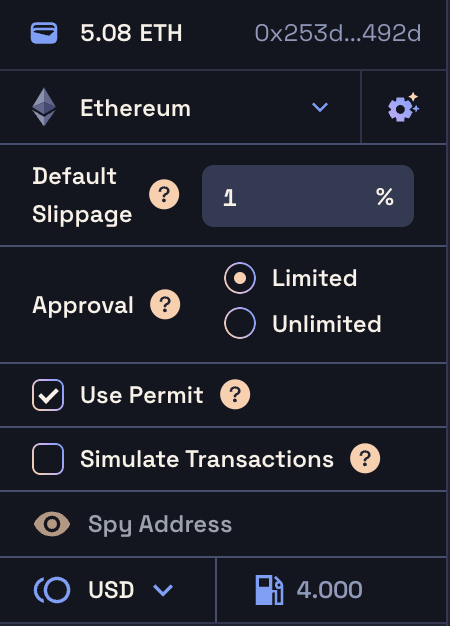 5.08 ETH 0x253d...492d
Ethereum
Default
Slippage ? 1 %
Approval ? Limited
Unlimited
Use Permit ?
Simulate Transactions ?
Spy Address
USD 4.000